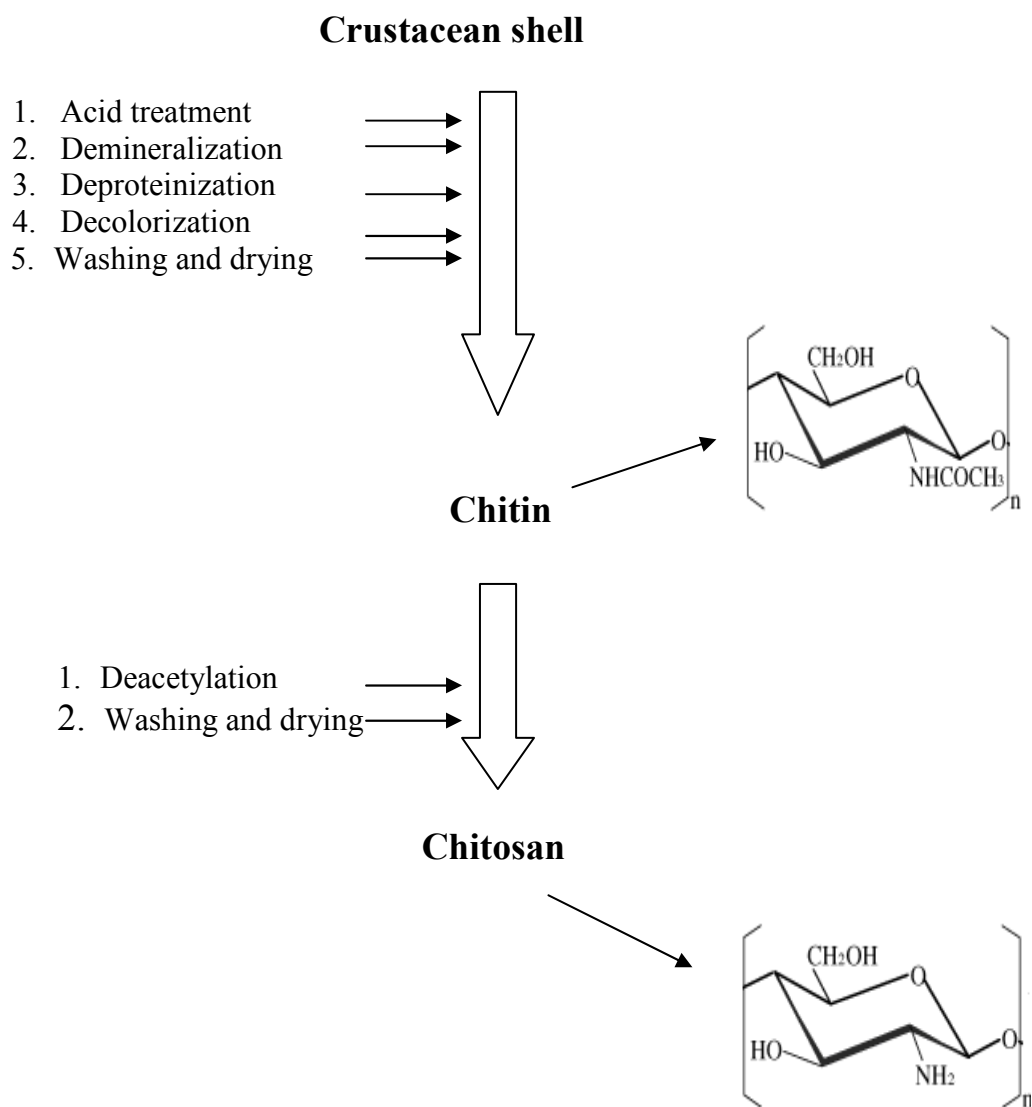 Crustacean shell
1. Acid treatment
2. Demineralization
3. Deproteinization
4. Decolorization
5. Washing and drying
CH₂OH
O
HO
O
NHCOCH₃
n
Chitin
1. Deacetylation
2. Washing and drying
Chitosan
CH₂OH
O
HO
O
NH₂
n